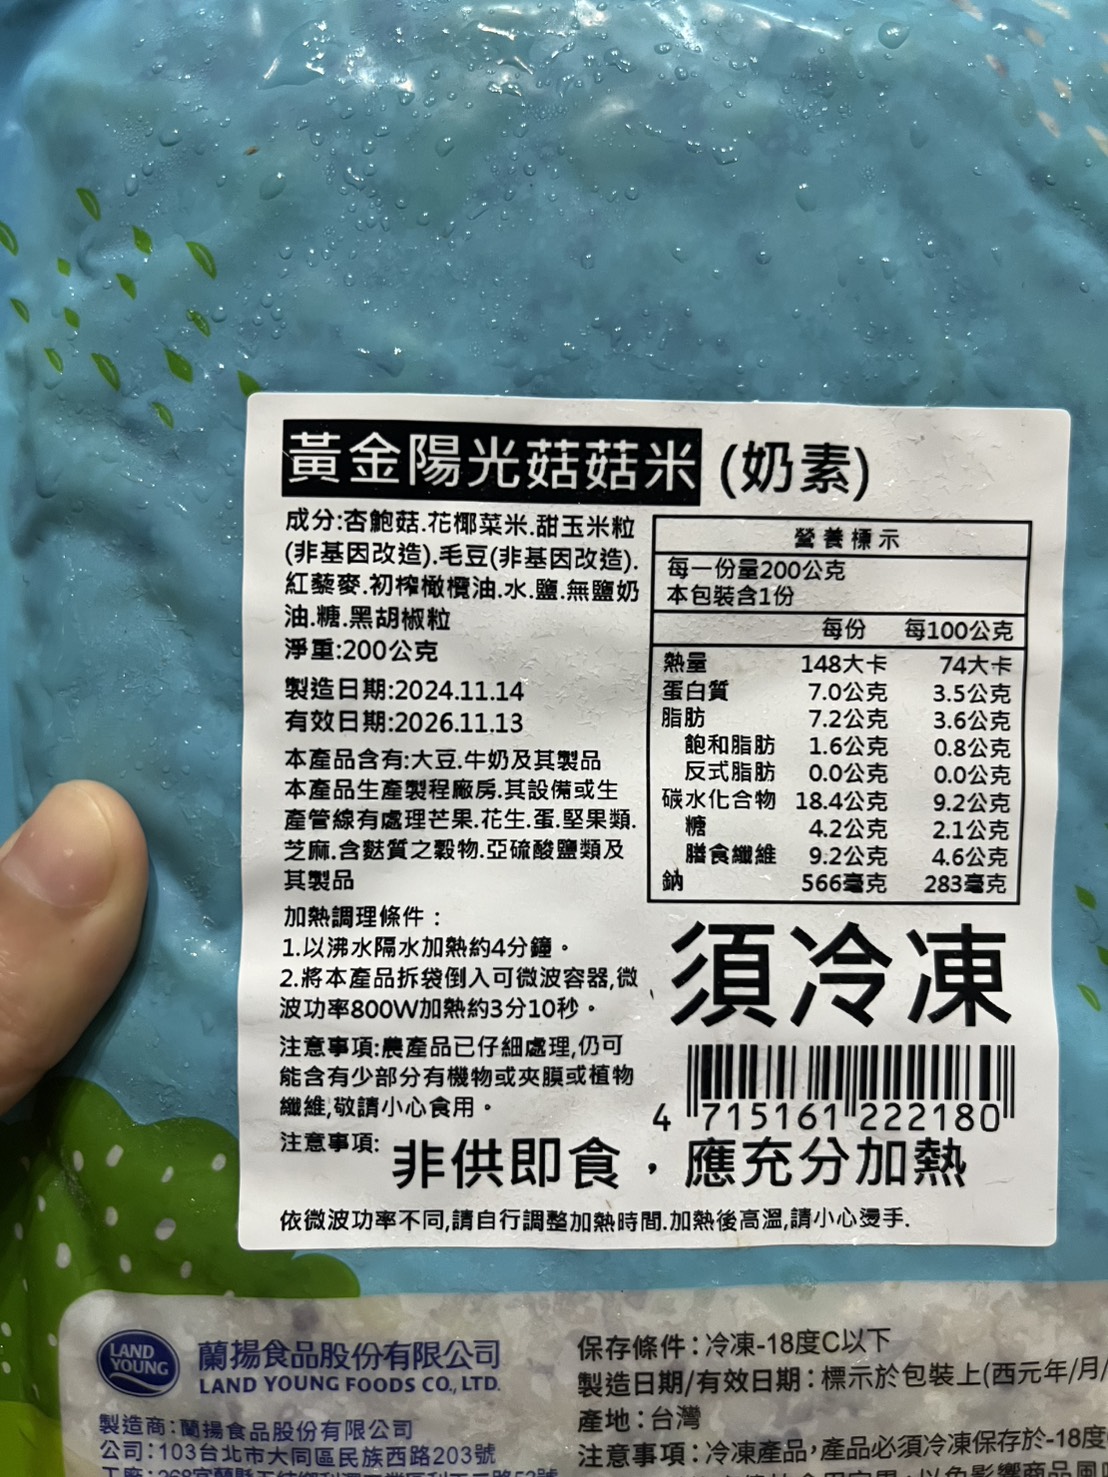 黃金陽光菇菇米 (奶素)
成分:杏鮑菇.花椰菜米.甜玉米粒
(非基因改造).毛豆(非基因改造).
紅藜麥.初榨橄欖油.水.鹽.無鹽奶
油.糖.黑胡椒粒
淨重:200公克
製造日期:2024.11.14
有效日期:2026.11.13
本產品含有:大豆.牛奶及其製品
本產品生產製程廠房.其設備或生
產管線有處理芒果.花生.蛋.堅果類.
芝麻.含麩質之穀物.亞硫酸鹽類及
其製品
加熱調理條件：
1.以沸水隔水加熱約4分鐘。
2.將本產品拆袋倒入可微波容器,微
波功率800W加熱約3分10秒。
注意事項:農產品已仔細處理,仍可
能含有少部分有機物或夾膜或植物
纖維,敬請小心食用。
營養標示
每一份量200公克
本包裝含1份
每份 每100公克
熱量 148大卡 74大卡
蛋白質 7.0公克 3.5公克
脂肪 7.2公克 3.6公克
飽和脂肪 1.6公克 0.8公克
反式脂肪 0.0公克 0.0公克
碳水化合物 18.4公克 9.2公克
糖 4.2公克 2.1公克
膳食纖維 9.2公克 4.6公克
鈉 566毫克 283毫克
須冷凍
4 715161 222180
注意事項: 非供即食，應充分加熱
依微波功率不同,請自行調整加熱時間.加熱後高溫,請小心燙手.
LAND
YOUNG
蘭揚食品股份有限公司
LAND YOUNG FOODS CO., LTD.
製造商：蘭揚食品股份有限公司
公司：103台北市大同區民族西路203號
保存條件：冷凍-18度C以下
製造日期/有效日期：標示於包裝上(西元年/月/
產地：台灣
注意事項：冷凍產品，產品必須冷凍保存於-18度